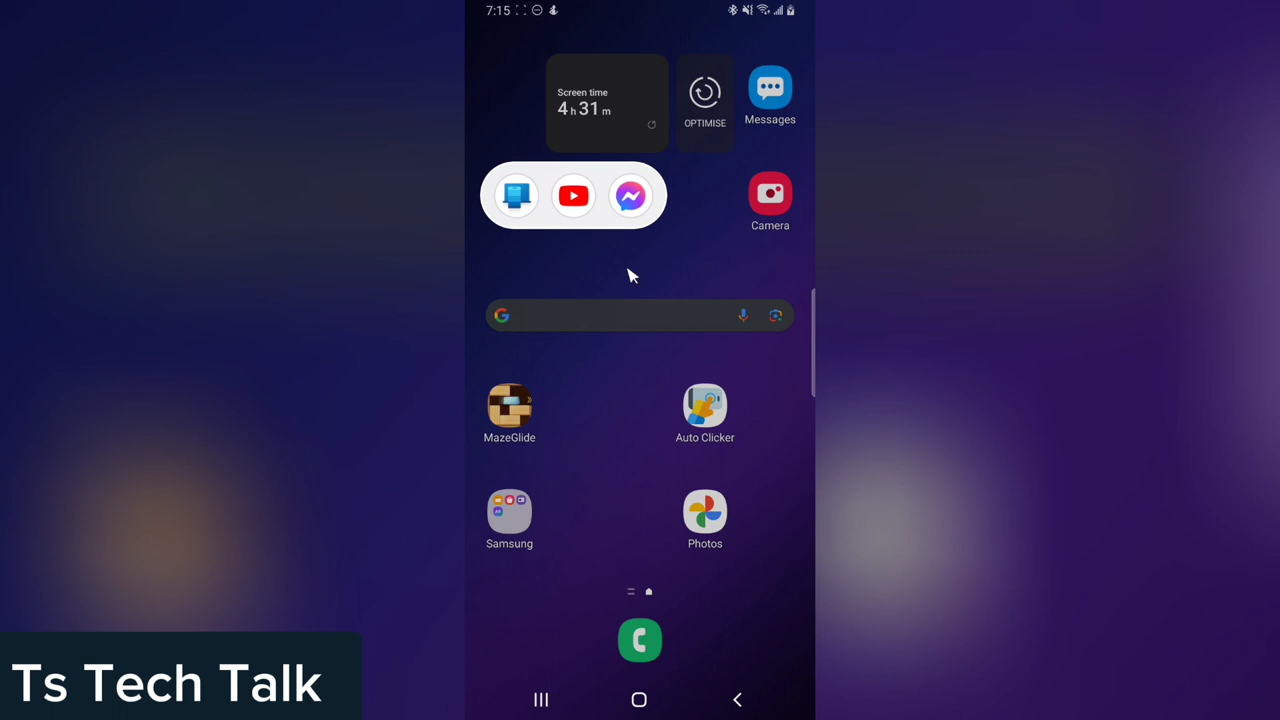 7:15
Screen time
4 h 31 m
OPTIMISE
Messages
Camera
MazeGlide
Auto Clicker
Samsung
Photos
Ts Tech Talk